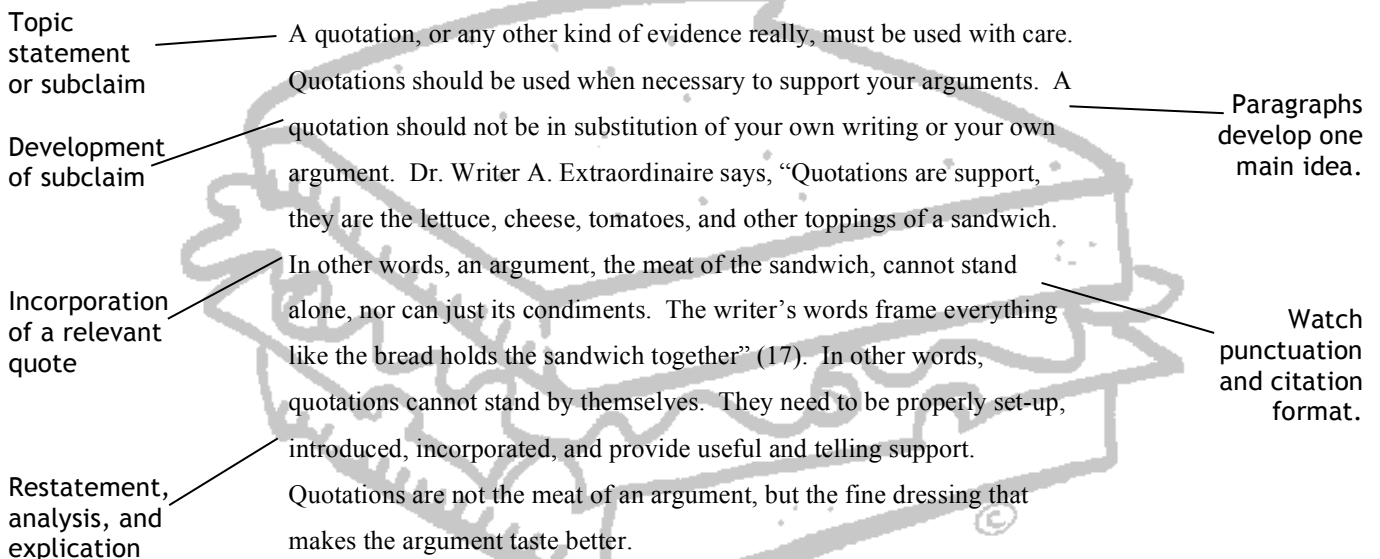 Topic
statement
or subclaim
Development
of subclaim
Incorporation
of a relevant
quote
Restatement,
analysis, and
explication
A quotation, or any other kind of evidence really, must be used with care.
Quotations should be used when necessary to support your arguments.  A
quotation should not be in substitution of your own writing or your own
argument.  Dr. Writer A. Extraordinaire says, “Quotations are support,
they are the lettuce, cheese, tomatoes, and other toppings of a sandwich.
In other words, an argument, the meat of the sandwich, cannot stand
alone, nor can just its condiments.  The writer’s words frame everything
like the bread holds the sandwich together” (17).  In other words,
quotations cannot stand by themselves.  They need to be properly set-up,
introduced, incorporated, and provide useful and telling support.
Quotations are not the meat of an argument, but the fine dressing that
makes the argument taste better.
Paragraphs
develop one
main idea.
Watch
punctuation
and citation
format.
©